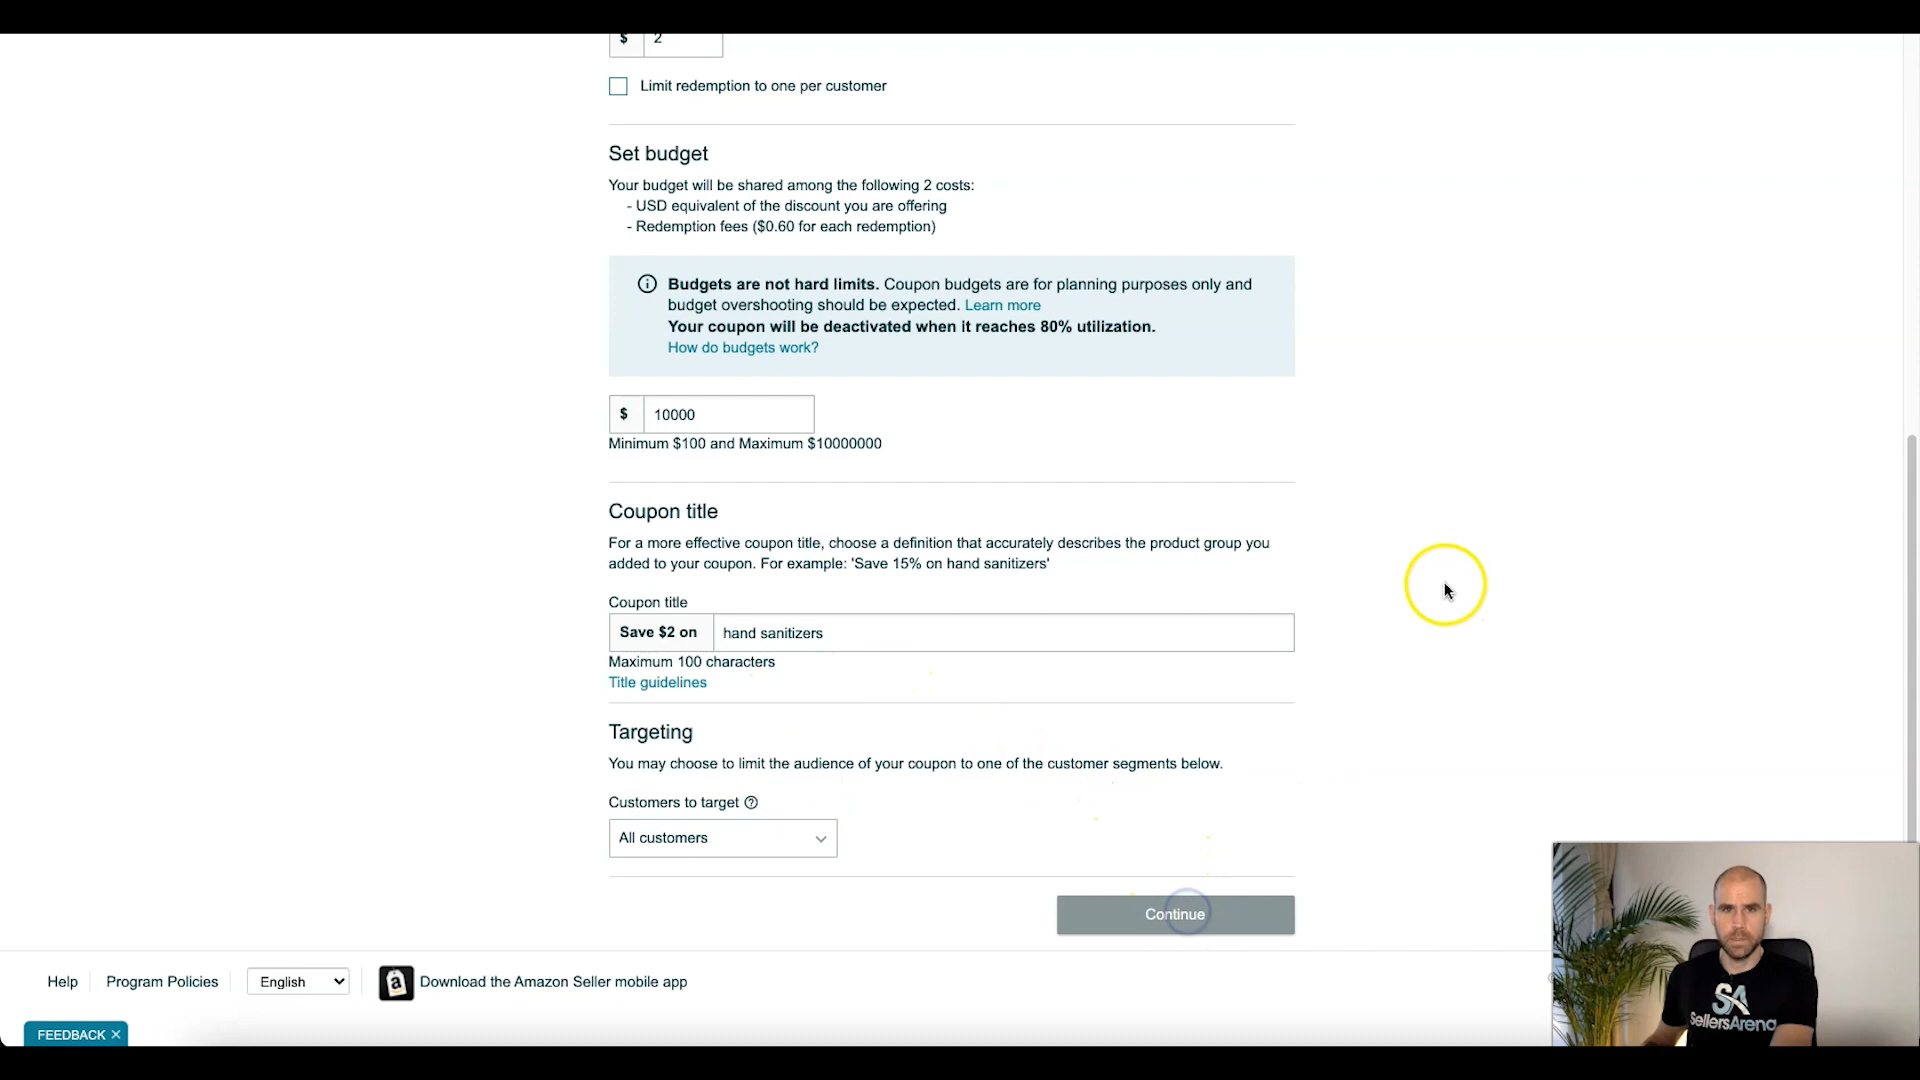 $ 2
Limit redemption to one per customer
Set budget
Your budget will be shared among the following 2 costs:
- USD equivalent of the discount you are offering
- Redemption fees ($0.60 for each redemption)
Budgets are not hard limits. Coupon budgets are for planning purposes only and
budget overshooting should be expected. Learn more
Your coupon will be deactivated when it reaches 80% utilization.
How do budgets work?
$ 10000
Minimum $100 and Maximum $10000000
Coupon title
For a more effective coupon title, choose a definition that accurately describes the product group you
added to your coupon. For example: 'Save 15% on hand sanitizers'
Coupon title
Save $2 on hand sanitizers
Maximum 100 characters
Title guidelines
Targeting
You may choose to limit the audience of your coupon to one of the customer segments below.
Customers to target
All customers
Continue
Help Program Policies English Download the Amazon Seller mobile app
FEEDBACK
SA
SellersArena